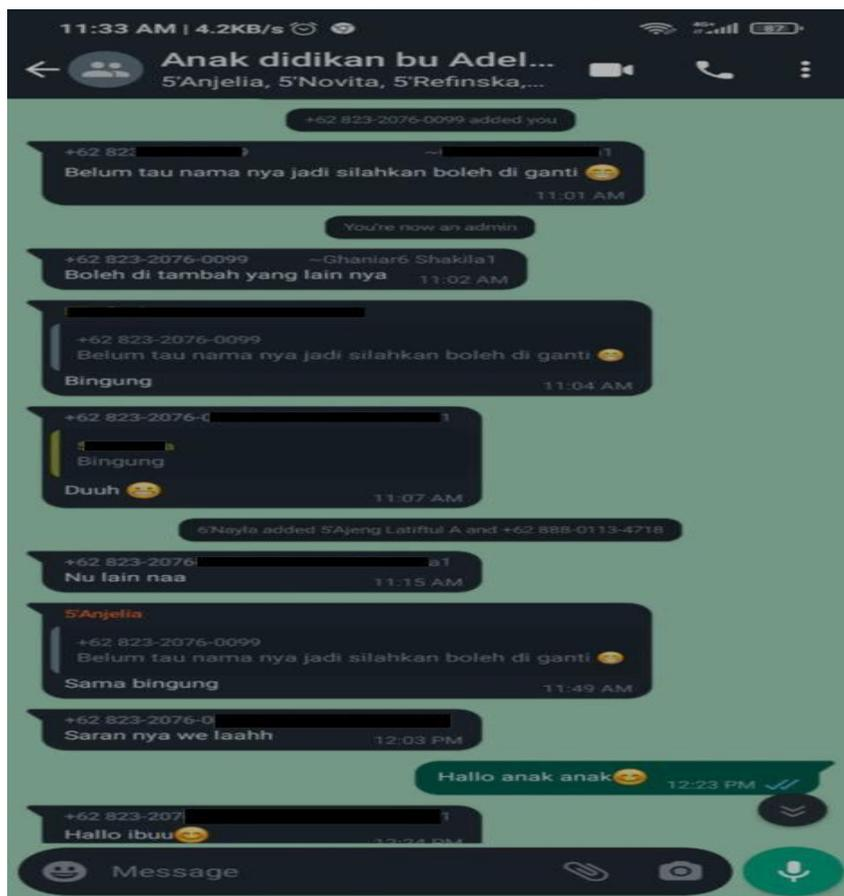 11:33 AM | 4.2KB/s
87
Anak didikan bu Adel...
5'Anjelia, 5'Novita, 5'Refinska,...
+62 823-2076-0099 added you
+62 82
Belum tau nama nya jadi silahkan boleh di ganti 😁
11:01 AM
You're now an admin
+62 823-2076-0099 ~Ghaniar6 Shakila1
Boleh di tambah yang lain nya 11:02 AM
+62 823-2076-0099
Belum tau nama nya jadi silahkan boleh di ganti 😁
Bingung 11:04 AM
+62 823-2076-
Bingung
Duuh 😁 11:07 AM
6'Nayla added 5'Ajeng Latiftul A and +62 888-0113-4718
+62 823-2076
Nu lain naa 11:15 AM
5'Anjelia
+62 823-2076-0099
Belum tau nama nya jadi silahkan boleh di ganti 😁
Sama bingung 11:49 AM
+62 823-2076-0
Saran nya we laahh 12:03 PM
Hallo anak anak😊 12:23 PM
+62 823-207
Hallo ibuu😊 12:24 PM
Message